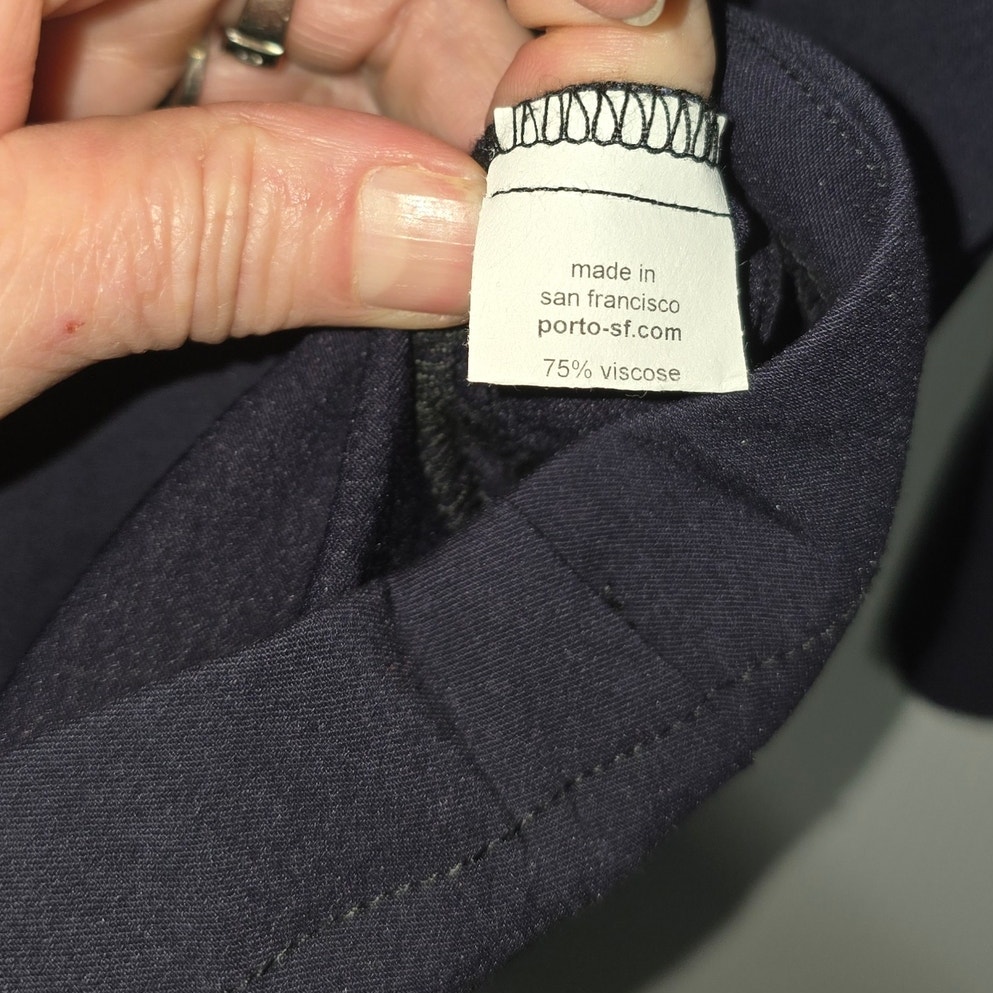 made in
san francisco
porto-sf.com
75% viscose